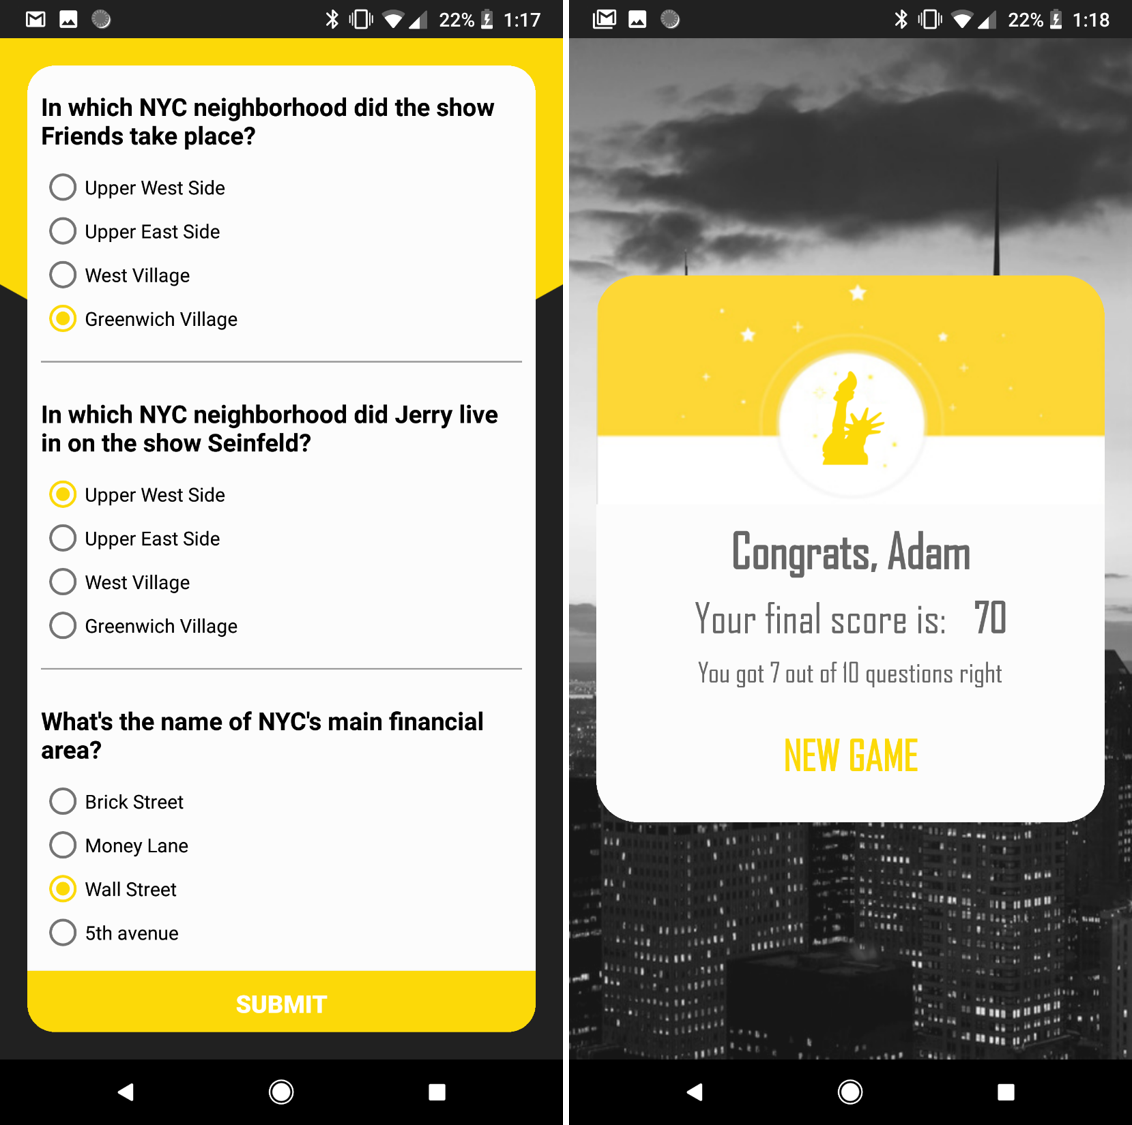 22% 1:17
In which NYC neighborhood did the show
Friends take place?
Upper West Side
Upper East Side
West Village
Greenwich Village
In which NYC neighborhood did Jerry live
in on the show Seinfeld?
Upper West Side
Upper East Side
West Village
Greenwich Village
What's the name of NYC's main financial
area?
Brick Street
Money Lane
Wall Street
5th avenue
SUBMIT
22% 1:18
Congrats, Adam
Your final score is: 70
You got 7 out of 10 questions right
NEW GAME